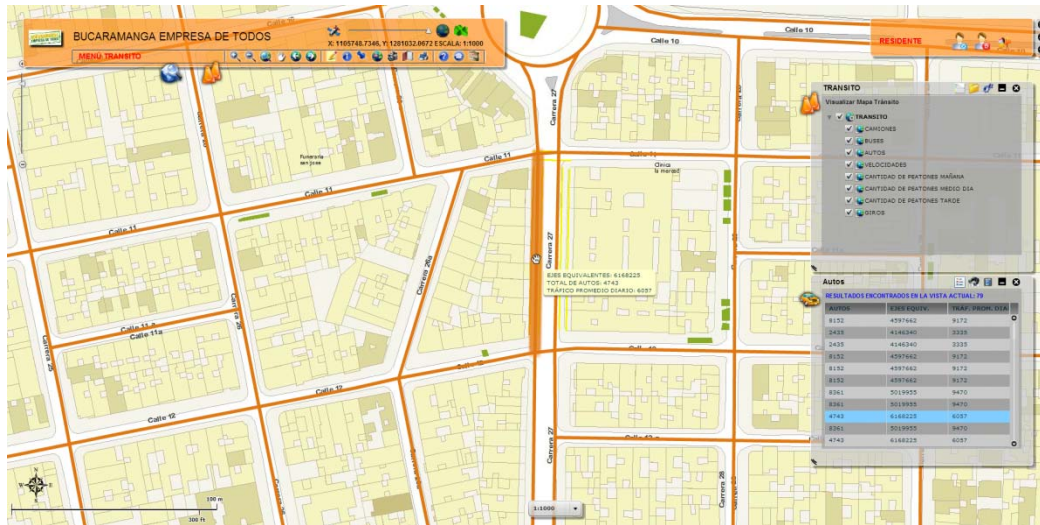 BUCARAMANGA EMPRESA DE TODOS
MENÚ TRANSITO
X: 1105748.7346, Y: 1281032.0672 ESCALA: 1:1000
RESIDENTE
Calle 10
Calle 10
TRANSITO
Visualizar Mapa Tránsito
TRANSITO
CAMIONES
BUSES
AUTOS
VELOCIDADES
CANTIDAD DE PEATONES MAÑANA
CANTIDAD DE PEATONES MEDIO DIA
CANTIDAD DE PEATONES TARDE
GIROS
Carrera 27
Calle 11
Funeraria
san jose
Clinica
la merced
Calle 11
Carrera 26a
Carrera 27
EJES EQUIVALENTES: 6168225
TOTAL DE AUTOS: 4743
TRÁFICO PROMEDIO DIARIO: 6057
Autos
RESULTADOS ENCONTRADOS EN LA VISTA ACTUAL: 79
AUTOS EJES EQUIV. TRAF. PROM. DIA
8152 4597662 9172
2435 4146340 3335
2435 4146340 3335
8152 4597662 9172
8152 4597662 9172
8152 4597662 9172
8361 5019955 9470
8361 5019955 9470
4743 6168225 6057
8361 5019955 9470
4743 6168225 6057
Calle 11a
Carrera 25
Calle 12
Calle 12
Carrera 27
Carrera 28
N
S
100 m
300 ft
1:1000